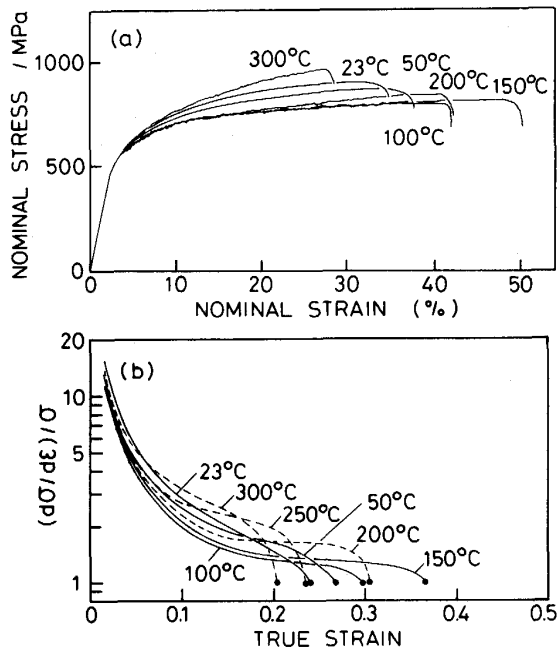 (a)
NOMINAL STRESS / MPa
1000
500
0
300°C
23°C
50°C
200°C
150°C
100°C
0 10 20 30 40 50
NOMINAL STRAIN (%)
(b)
(dσ/dε)/σ
20
10
5
1
23°C
300°C
250°C
50°C
200°C
150°C
100°C
0 0.1 0.2 0.3 0.4 0.5
TRUE STRAIN